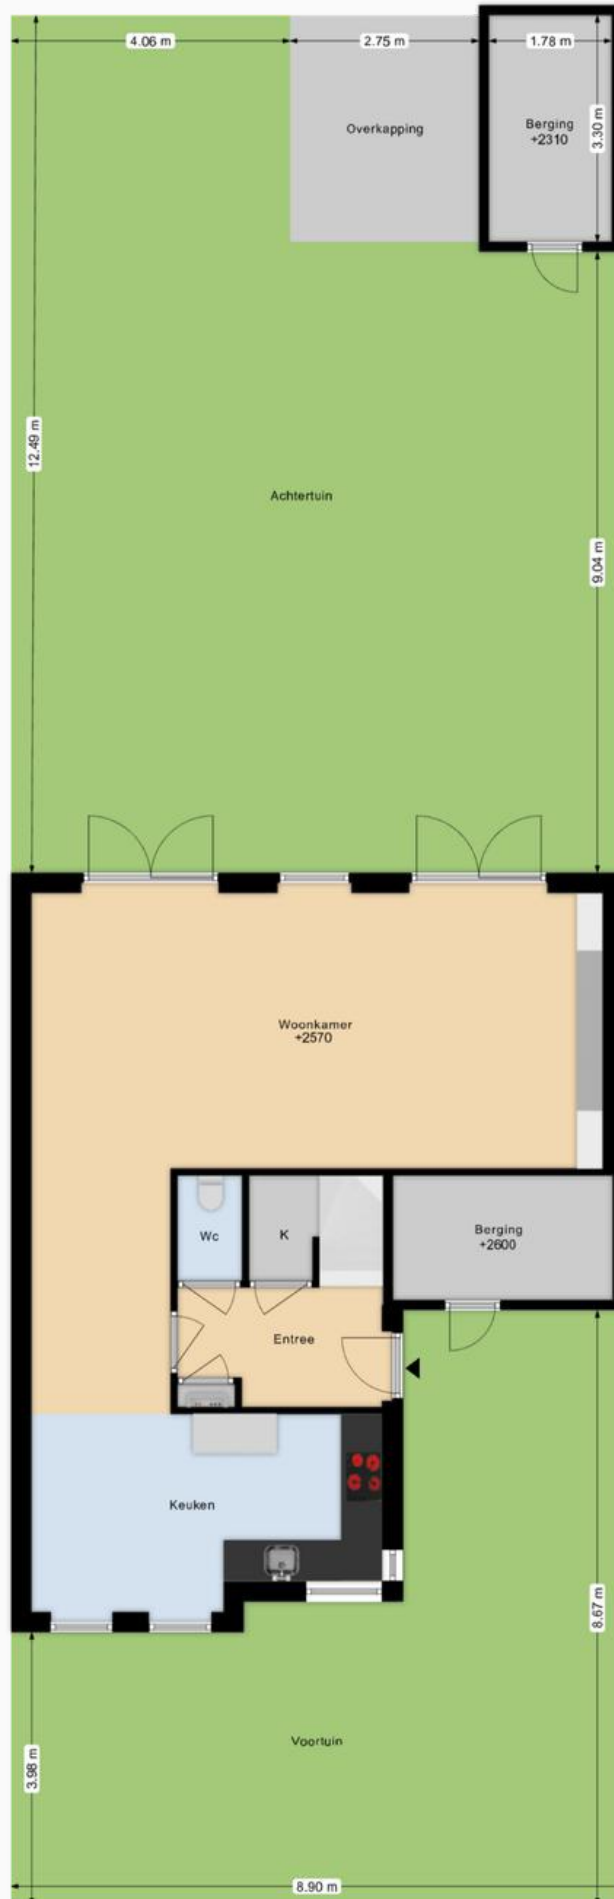 4.06 m
2.75 m
1.78 m
Overkapping
Berging
+2310
3.30 m
12.49 m
Achtertuin
9.04 m
Woonkamer
+2570
Wc
K
Berging
+2600
Entree
Keuken
8.67 m
Voortuin
3.98 m
8.90 m